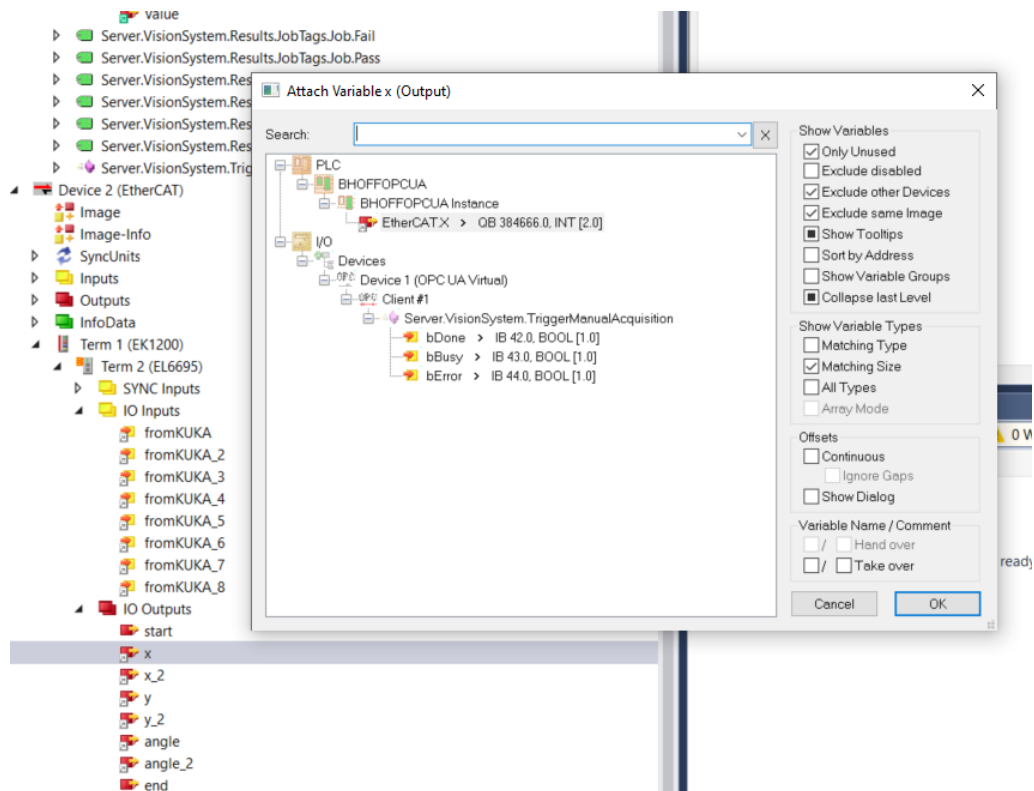 value
Server.VisionSystem.Results.JobTags.Job.Fail
Server.VisionSystem.Results.JobTags.Job.Pass
Server.VisionSystem.Res
Server.VisionSystem.Res
Server.VisionSystem.Res
Server.VisionSystem.Res
Server.VisionSystem.Trig
Device 2 (EtherCAT)
Image
Image-Info
SyncUnits
Inputs
Outputs
InfoData
Term 1 (EK1200)
Term 2 (EL6695)
SYNC Inputs
IO Inputs
fromKUKA
fromKUKA_2
fromKUKA_3
fromKUKA_4
fromKUKA_5
fromKUKA_6
fromKUKA_7
fromKUKA_8
IO Outputs
start
x
x_2
y
y_2
angle
angle_2
end
Attach Variable x (Output)
Search:
PLC
BHOFFOPCUA
BHOFFOPCUA Instance
EtherCAT.X > QB 384666.0, INT [2.0]
I/O
Devices
Device 1 (OPC UA Virtual)
Client #1
Server.VisionSystem.TriggerManualAcquisition
bDone > IB 42.0, BOOL [1.0]
bBusy > IB 43.0, BOOL [1.0]
bError > IB 44.0, BOOL [1.0]
Show Variables
Only Unused
Exclude disabled
Exclude other Devices
Exclude same Image
Show Tooltips
Sort by Address
Show Variable Groups
Collapse last Level
Show Variable Types
Matching Type
Matching Size
All Types
Array Mode
Offsets
Continuous
Ignore Gaps
Show Dialog
Variable Name / Comment
/ Hand over
/ Take over
Cancel
OK
0 W
ready